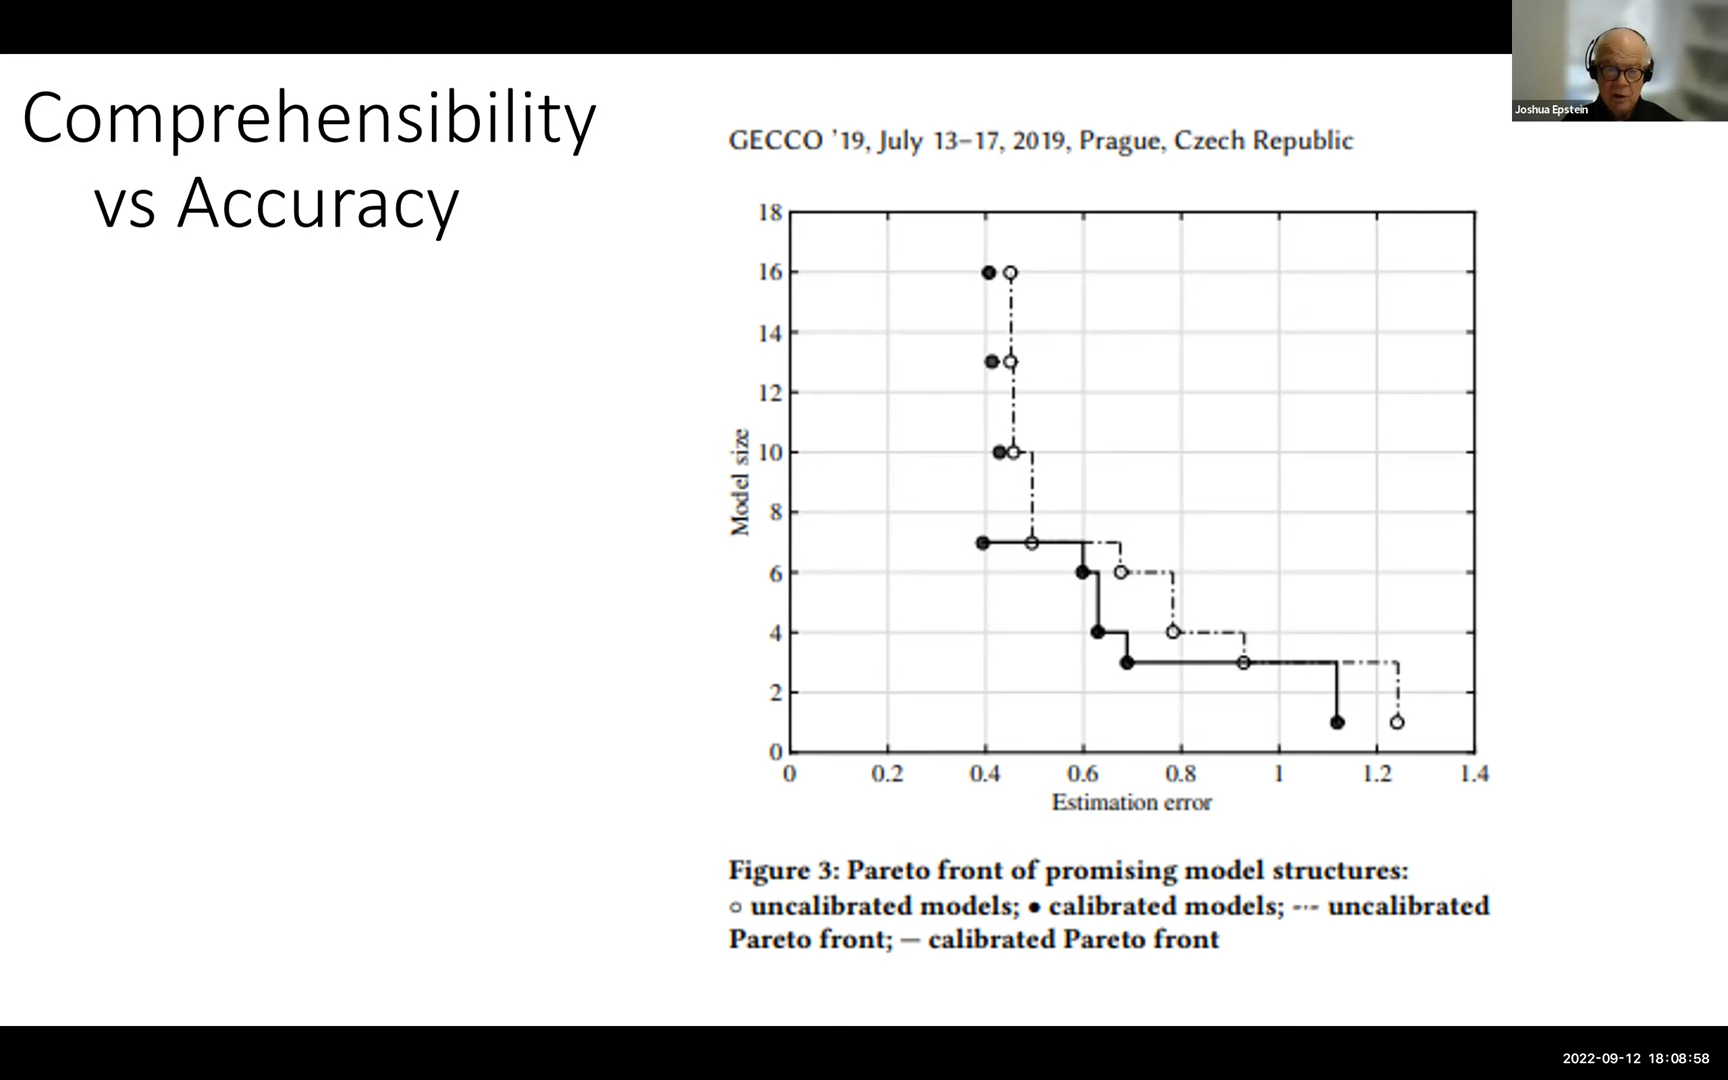 Comprehensibility
vs Accuracy
Joshua Epstein
GECCO ’19, July 13–17, 2019, Prague, Czech Republic
18
16
14
12
10
8
6
4
2
0
Model size
0 0.2 0.4 0.6 0.8 1 1.2 1.4
Estimation error
Figure 3: Pareto front of promising model structures:
○ uncalibrated models; ● calibrated models; -·- uncalibrated
Pareto front; — calibrated Pareto front
2022-09-12 18:08:58